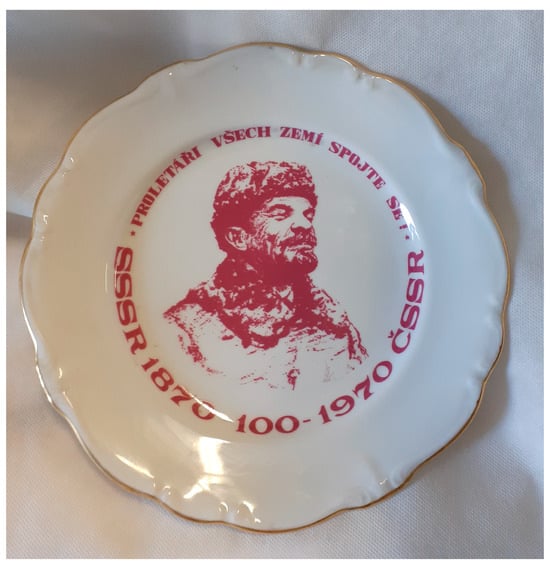 · PROLETÁŘI VŠECH ZEMÍ SPOJTE SE! ·
SSSR 1870 100-1970 ČSSR